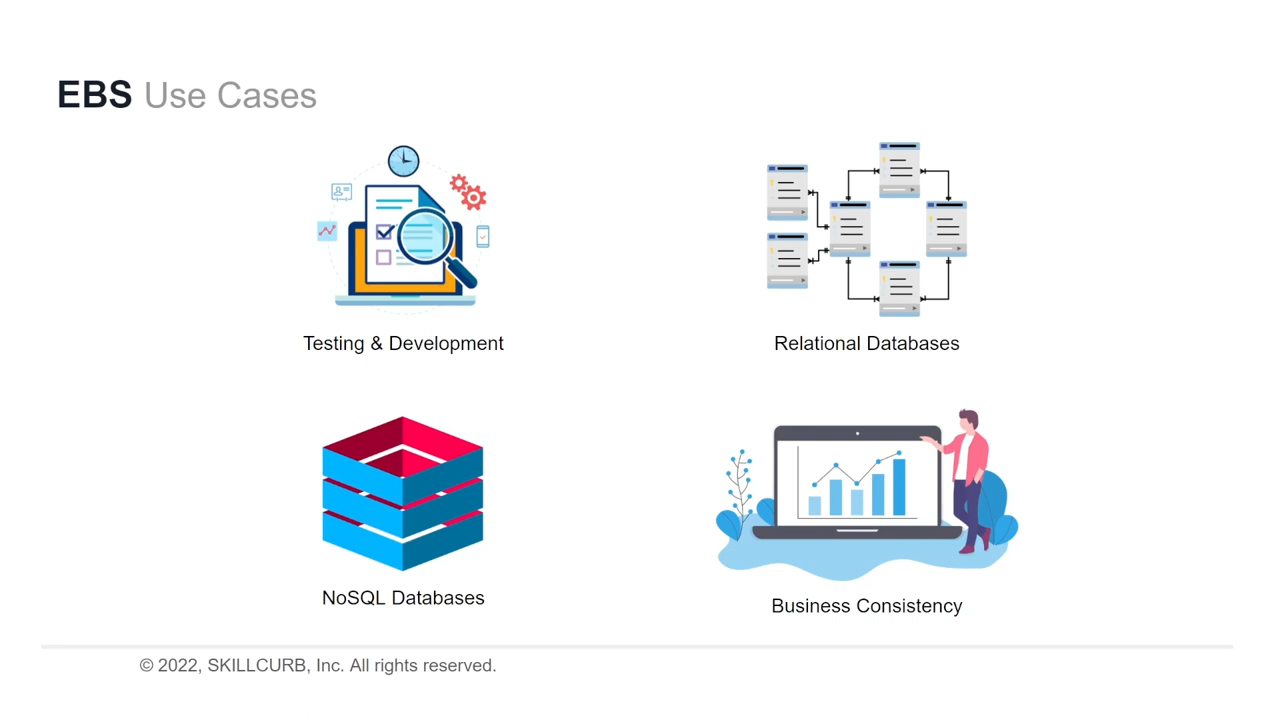 EBS Use Cases
Testing & Development
Relational Databases
NoSQL Databases
Business Consistency
© 2022, SKILLCURB, Inc. All rights reserved.